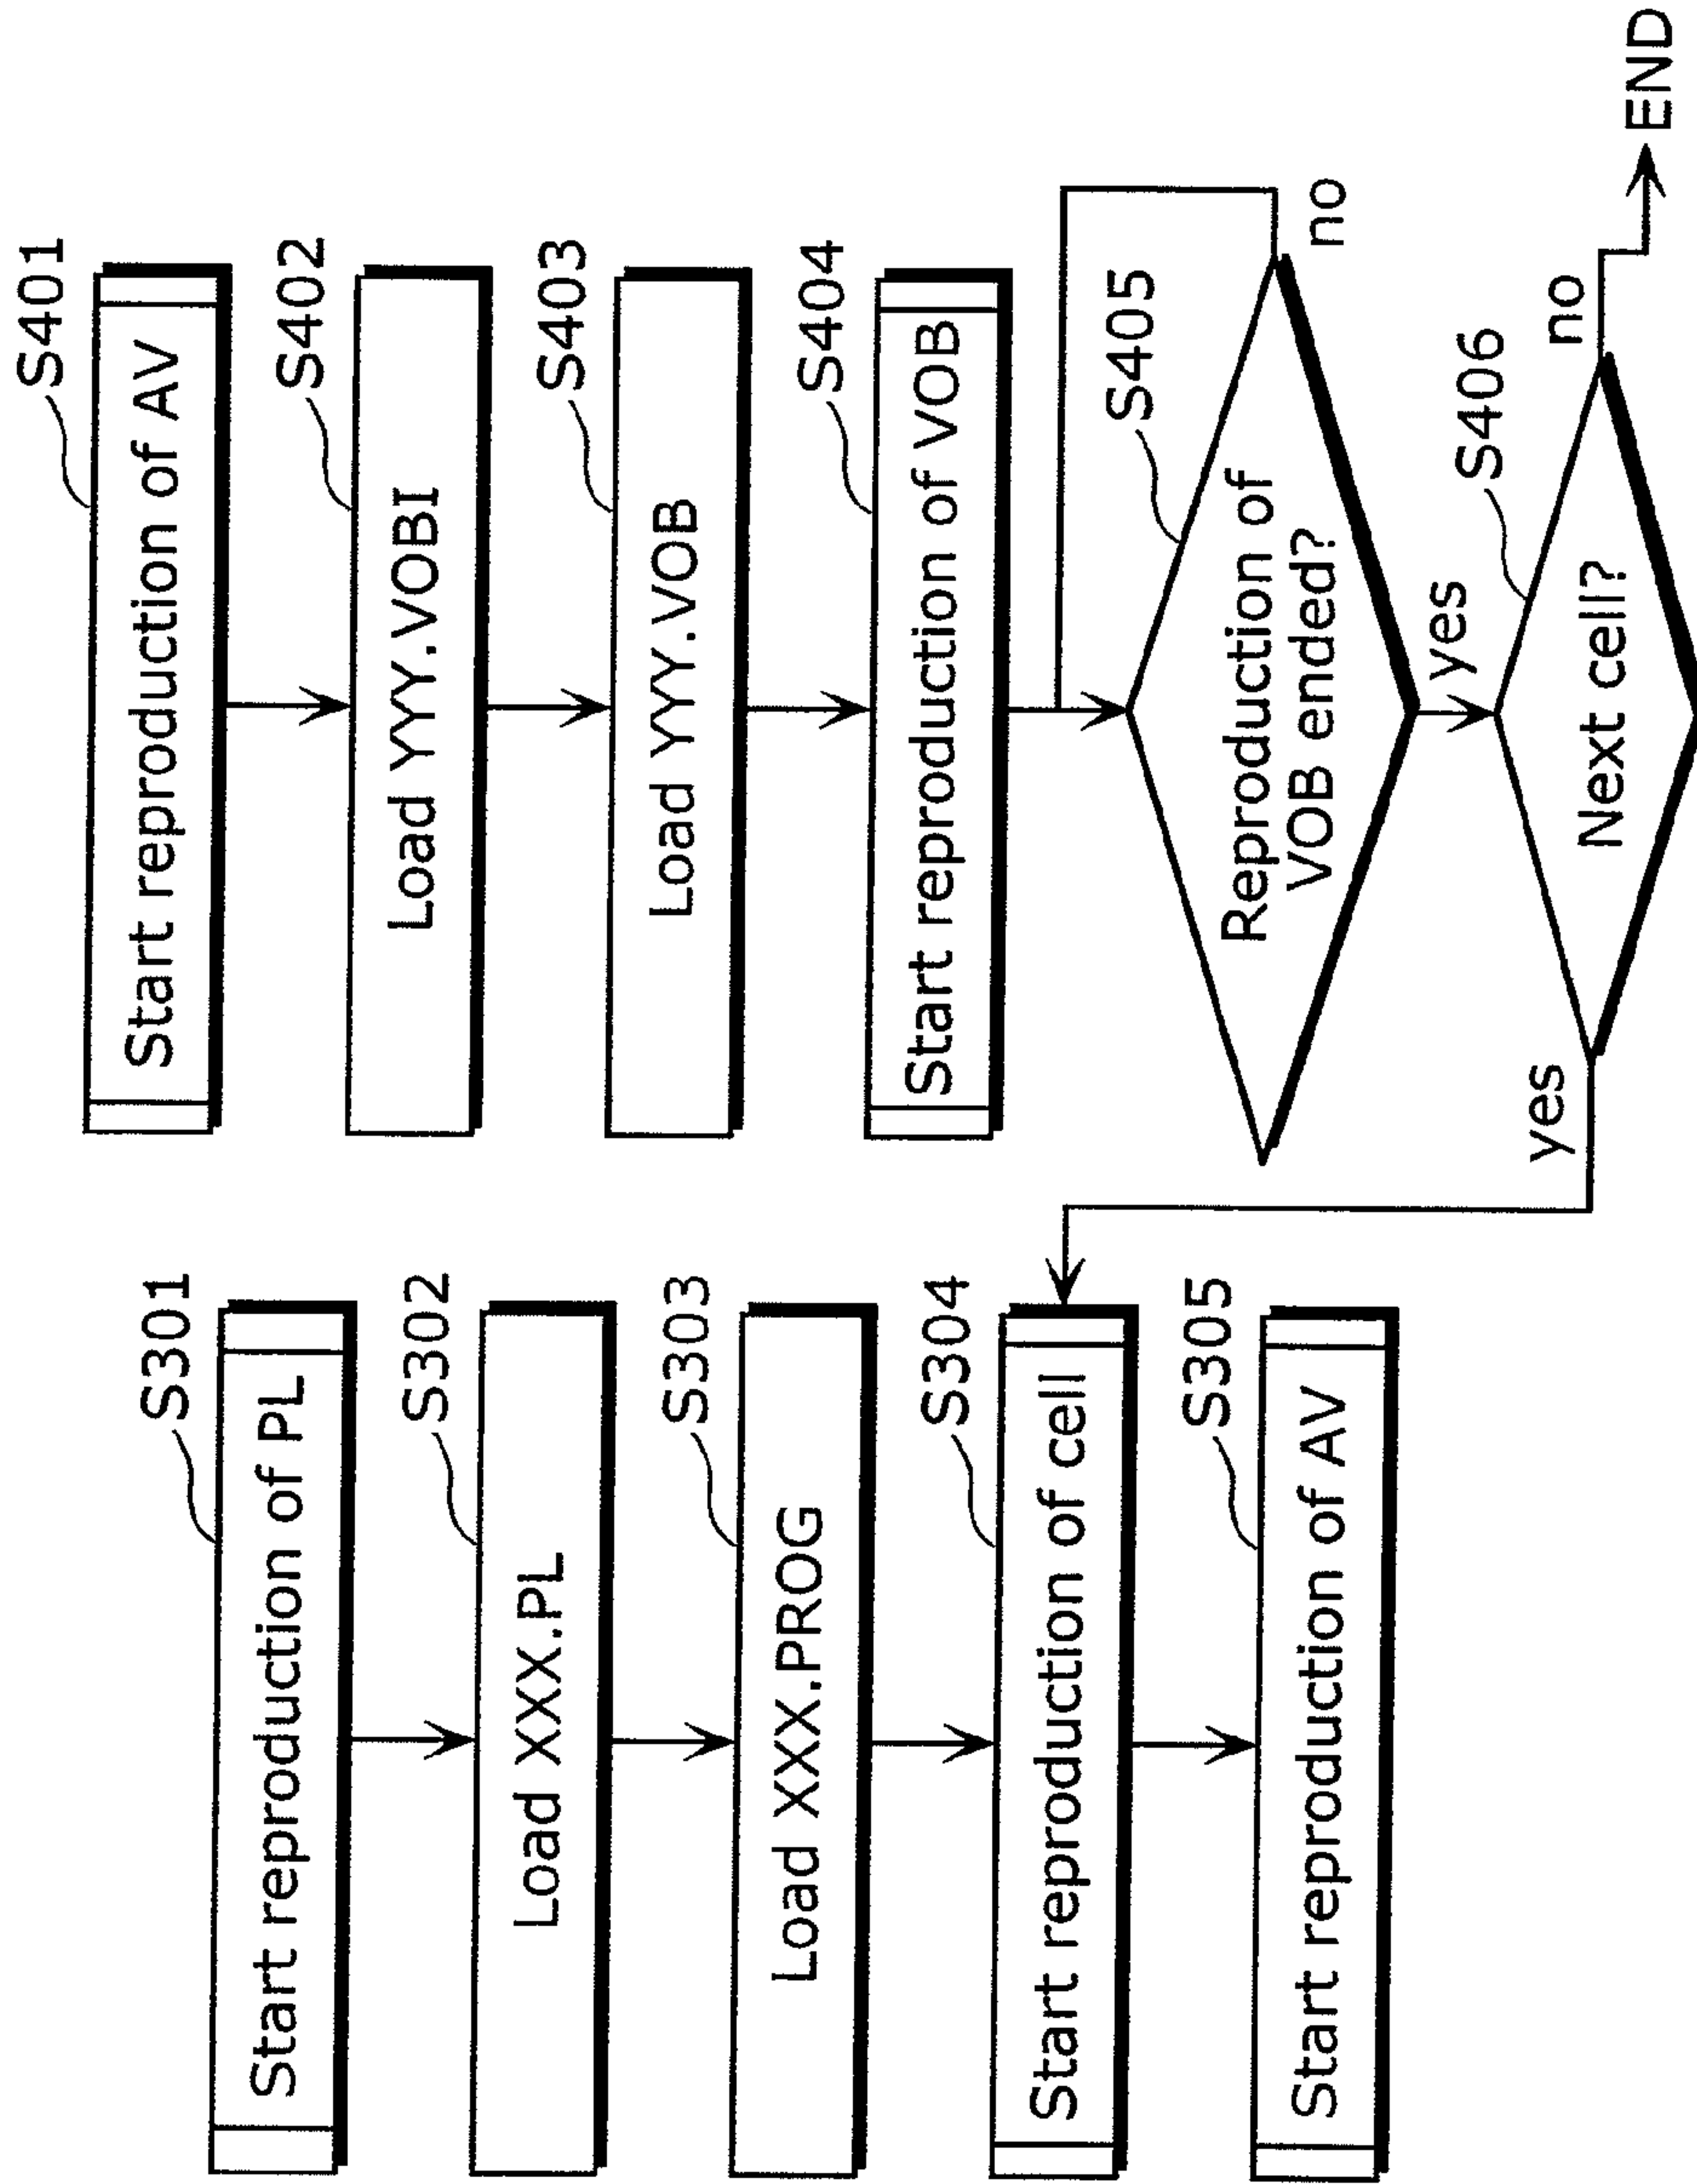 S301
Start reproduction of PL
S302
Load XXX.PL
S303
Load XXX.PROG
S304
Start reproduction of cell
S305
Start reproduction of AV
S401
Start reproduction of AV
S402
Load YYY.VOBI
S403
Load YYY.VOB
S404
Start reproduction of VOB
S405
Reproduction of
VOB ended?
no
yes
S406
Next cell?
yes
no
END